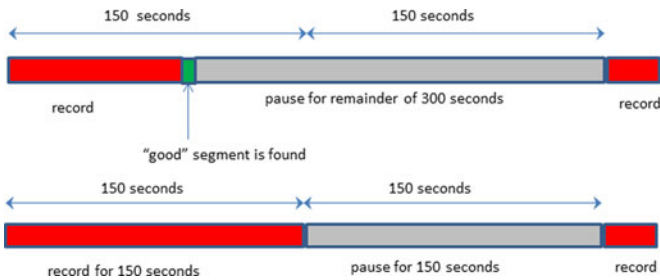 150 seconds 150 seconds
record pause for remainder of 300 seconds record
“good” segment is found
150 seconds 150 seconds
record for 150 seconds pause for 150 seconds record